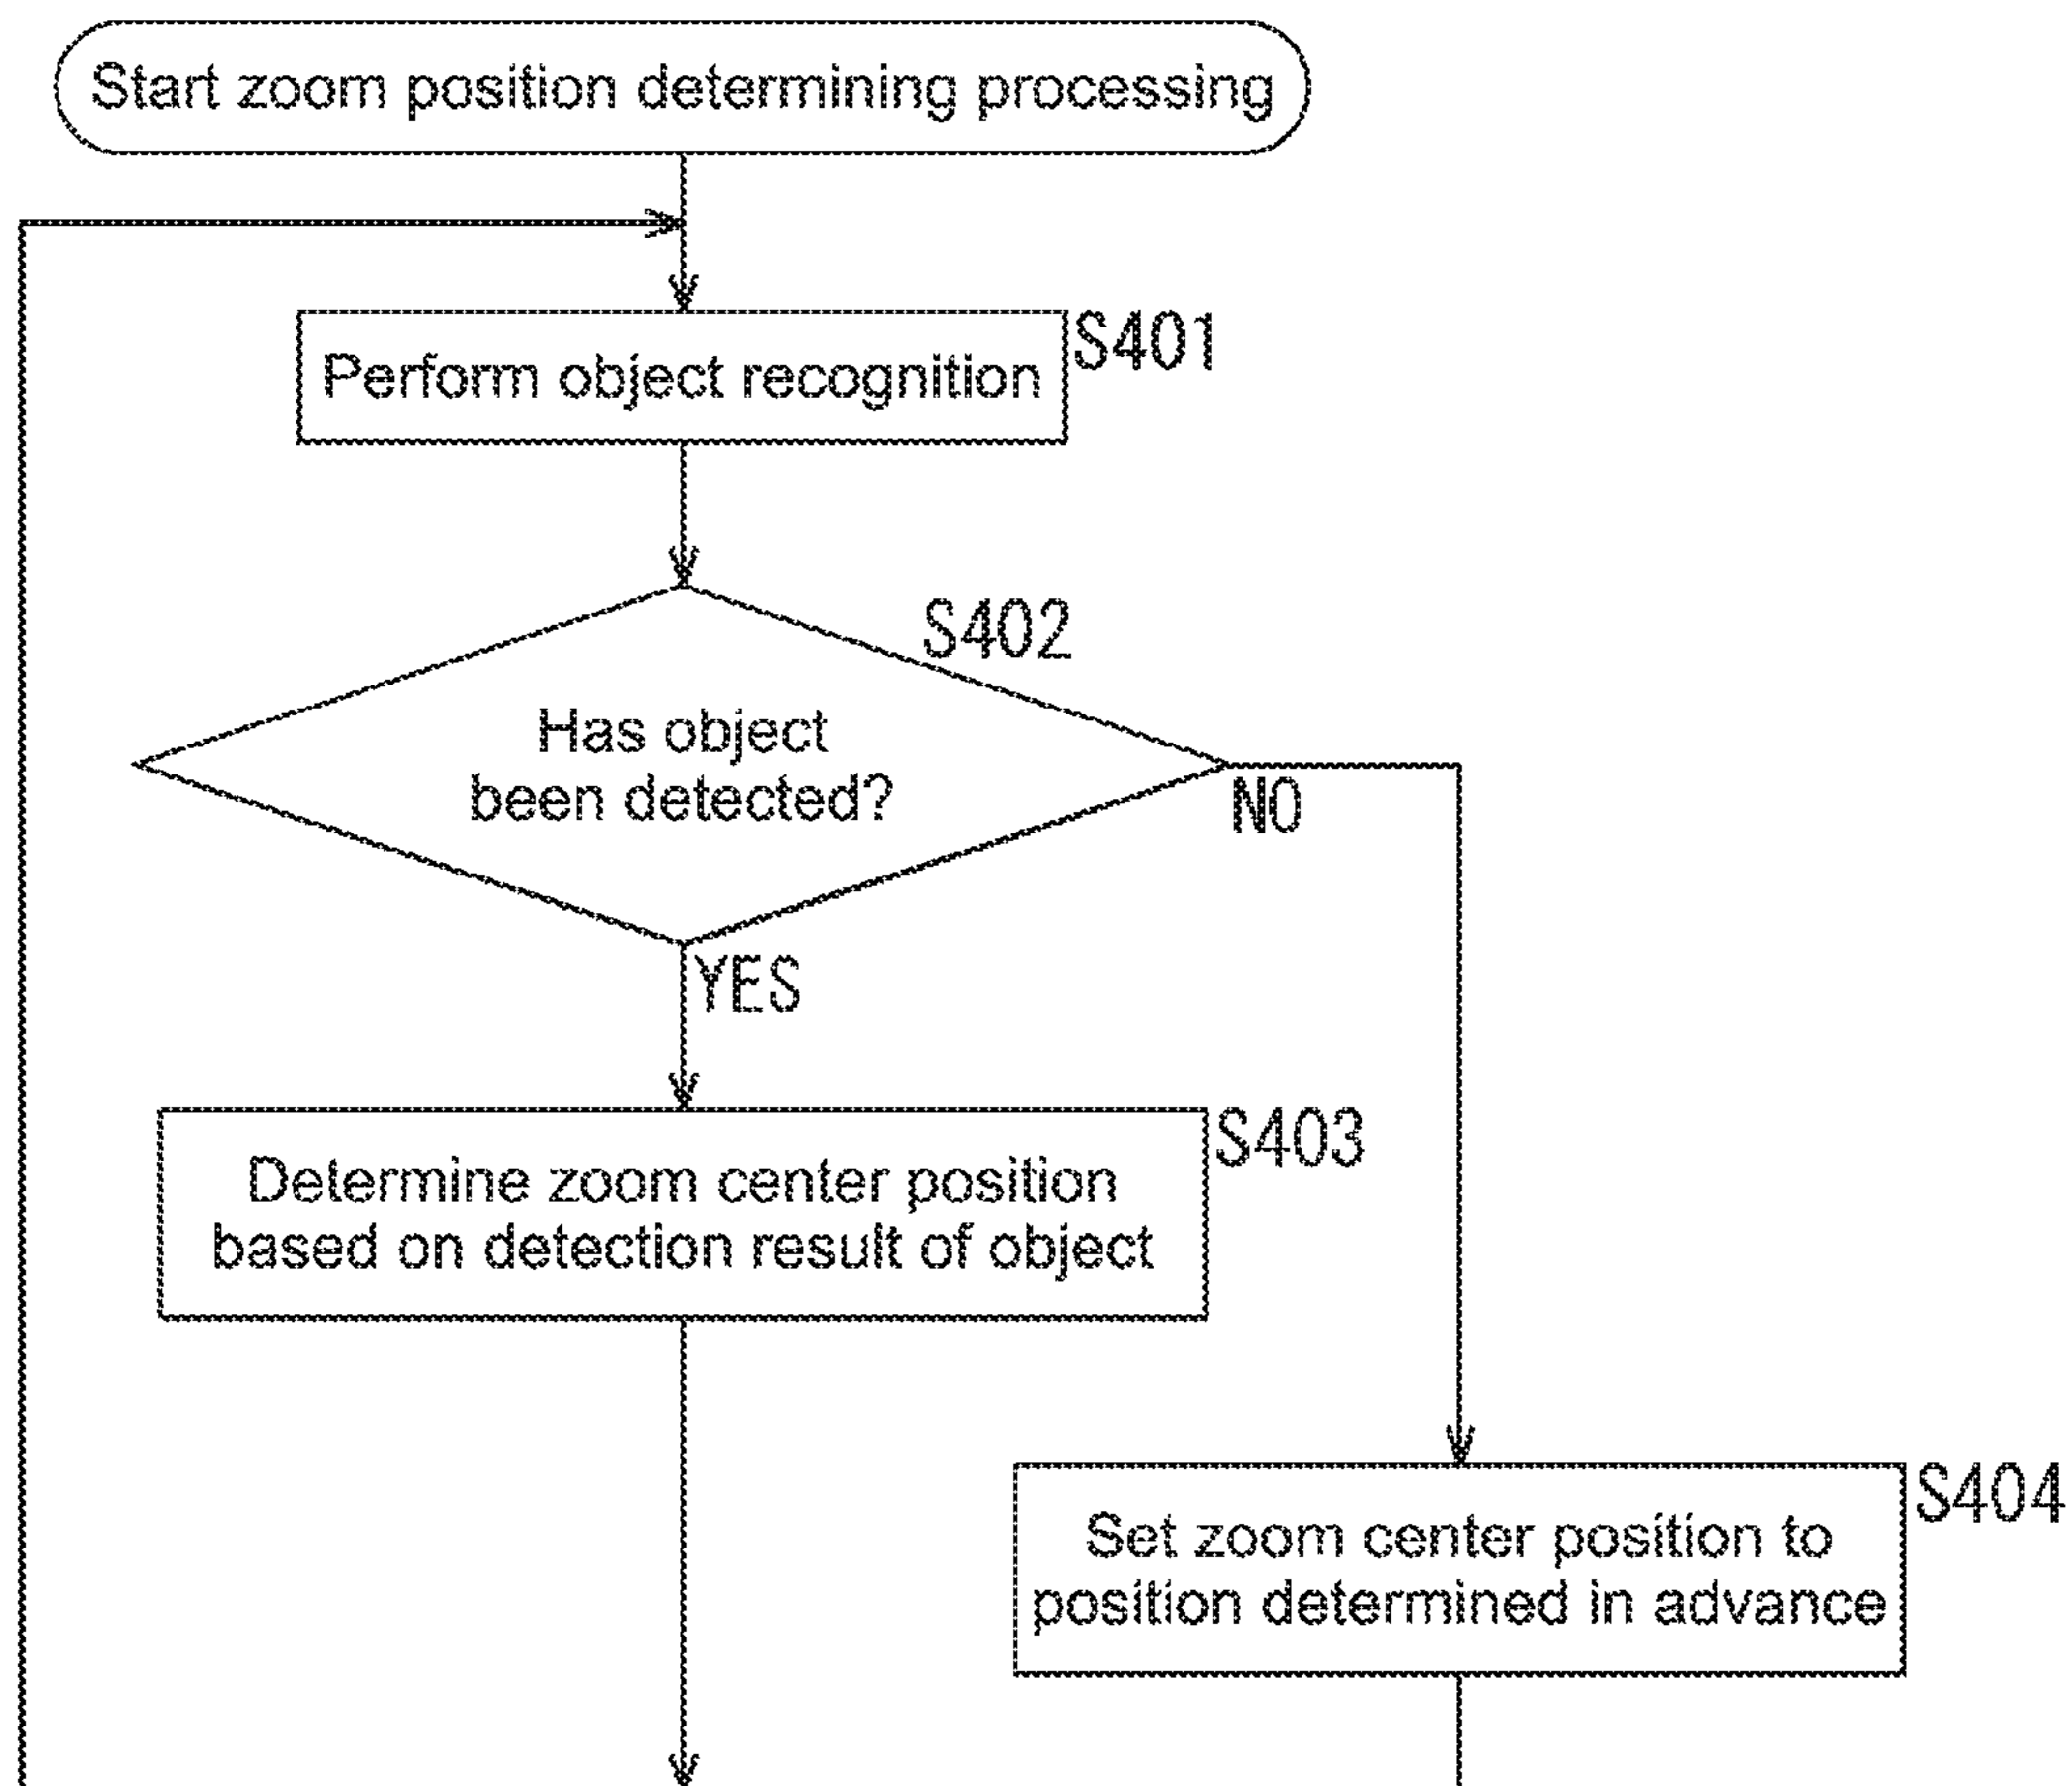 Start zoom position determining processing
Perform object recognition
S401
S402
Has object
been detected?
NO
YES
S403
Determine zoom center position
based on detection result of object
S404
Set zoom center position to
position determined in advance